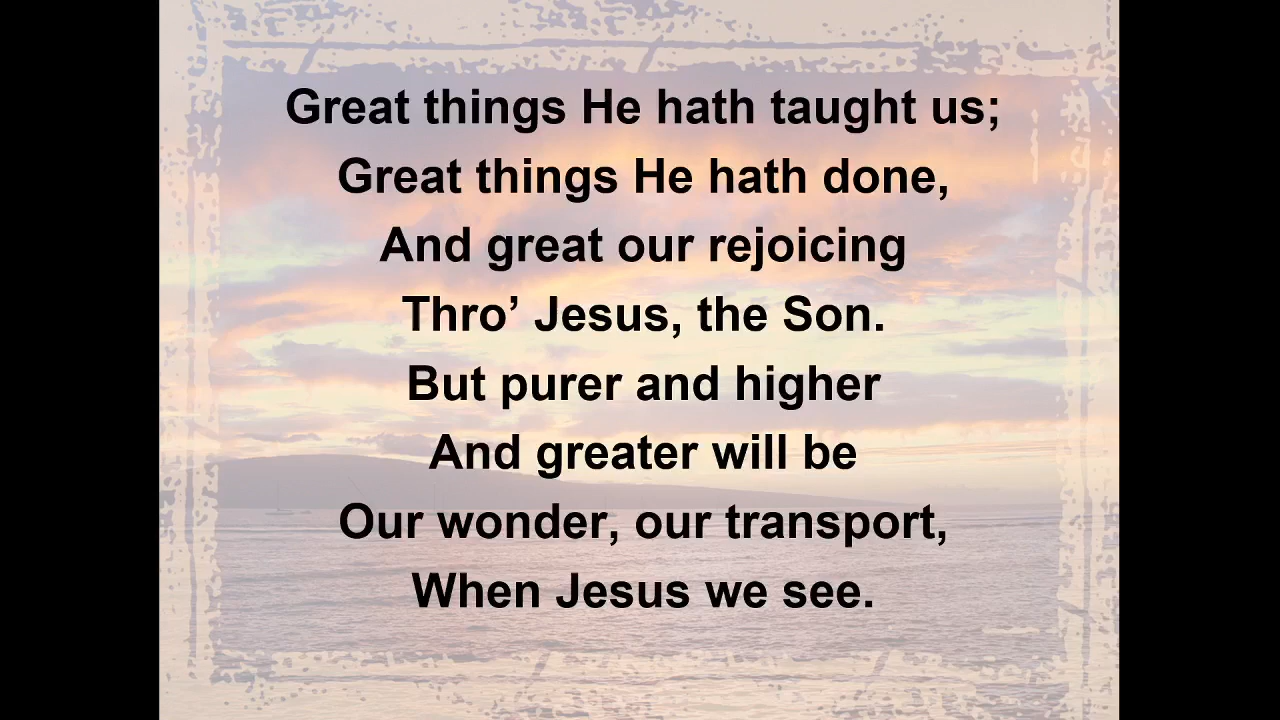 Great things He hath taught us;
Great things He hath done,
And great our rejoicing
Thro’ Jesus, the Son.
But purer and higher
And greater will be
Our wonder, our transport,
When Jesus we see.